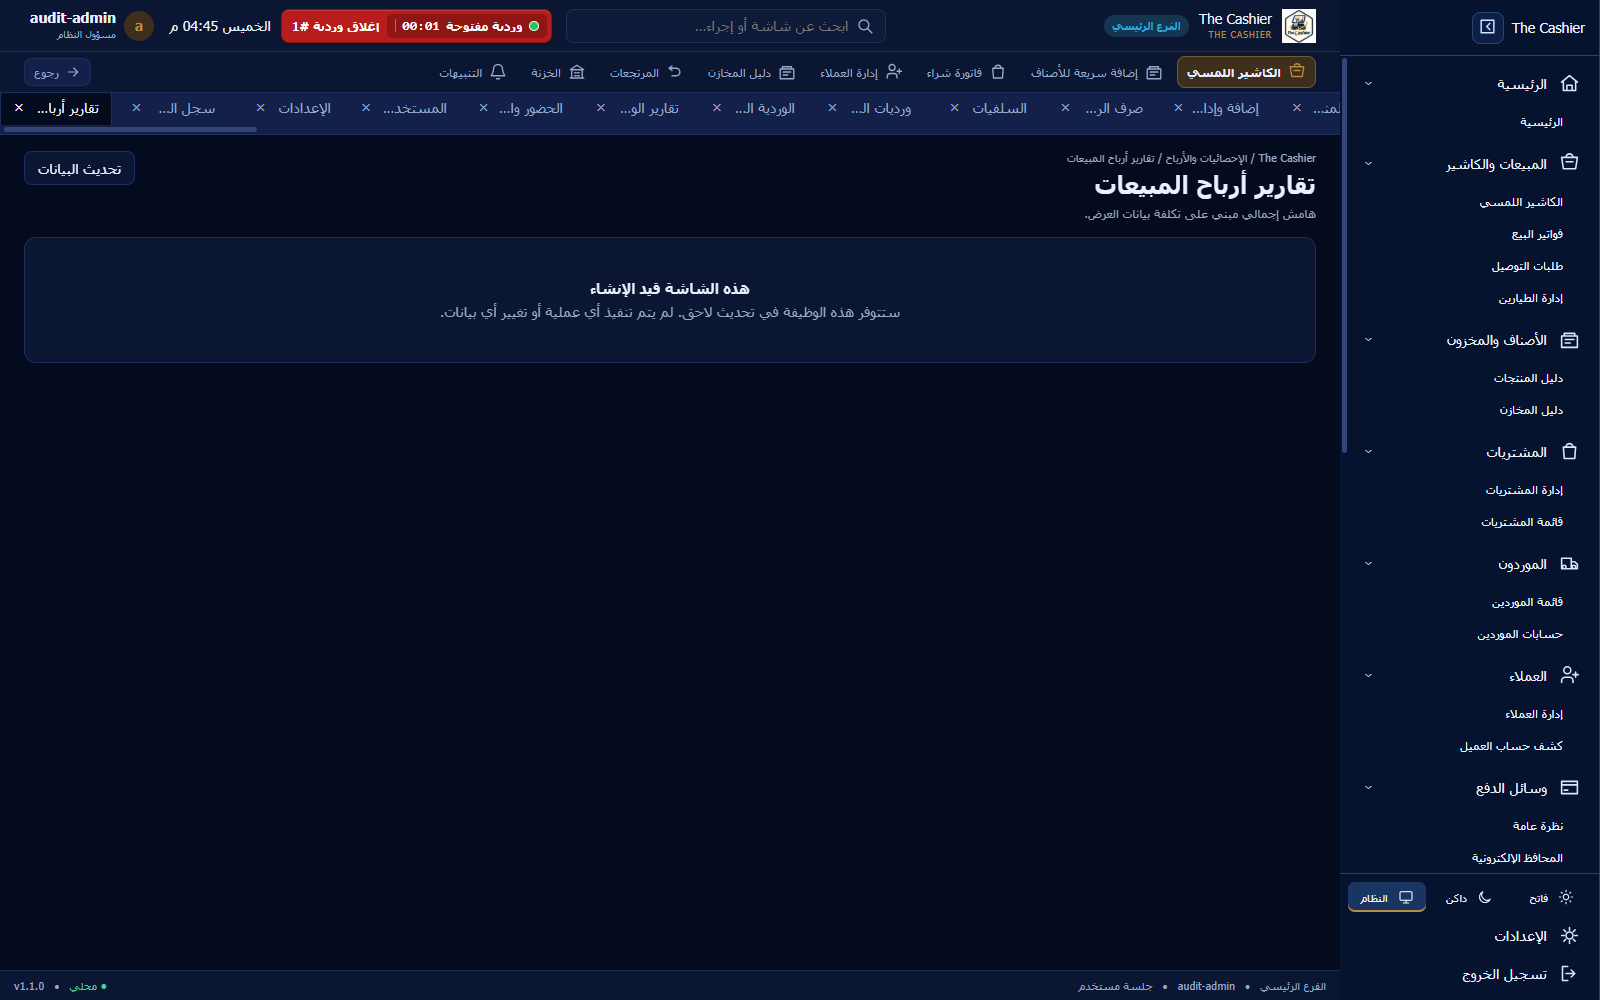 The Cashier
الرئيسية
الرئيسية
المبيعات والكاشير
الكاشير اللمسي
فواتير البيع
طلبات التوصيل
إدارة الطيارين
الأصناف والمخزون
دليل المنتجات
دليل المخازن
المشتريات
إدارة المشتريات
قائمة المشتريات
الموردون
قائمة الموردين
حسابات الموردين
العملاء
إدارة العملاء
كشف حساب العميل
وسائل الدفع
نظرة عامة
المحافظ الإلكترونية
فاتح
داكن
النظام
الإعدادات
تسجيل الخروج
The Cashier
THE CASHIER
الفرع الرئيسي
ابحث عن شاشة أو إجراء...
وردية مفتوحة 00:01 | إغلاق وردية #1
الخميس 04:45 م
audit-admin
مسؤول النظام
a
الكاشير اللمسي
إضافة سريعة للأصناف
فاتورة شراء
إدارة العملاء
دليل المخازن
المرتجعات
الخزنة
التنبيهات
رجوع
المنـ... ×
إضافة وإدا... ×
صرف الر... ×
السلفيات ×
ورديات الـ... ×
الوردية الـ... ×
تقارير الو... ×
الحضور وا... ×
المستخد... ×
الإعدادات ×
سجل الـ... ×
تقارير أربا... ×
The Cashier / الإحصائيات والأرباح / تقارير أرباح المبيعات
تقارير أرباح المبيعات
هامش إجمالي مبني على تكلفة بيانات العرض.
تحديث البيانات
هذه الشاشة قيد الإنشاء
ستتوفر هذه الوظيفة في تحديث لاحق. لم يتم تنفيذ أي عملية أو تغيير أي بيانات.
الفرع الرئيسي • audit-admin • جلسة مستخدم
محلي • v1.1.0